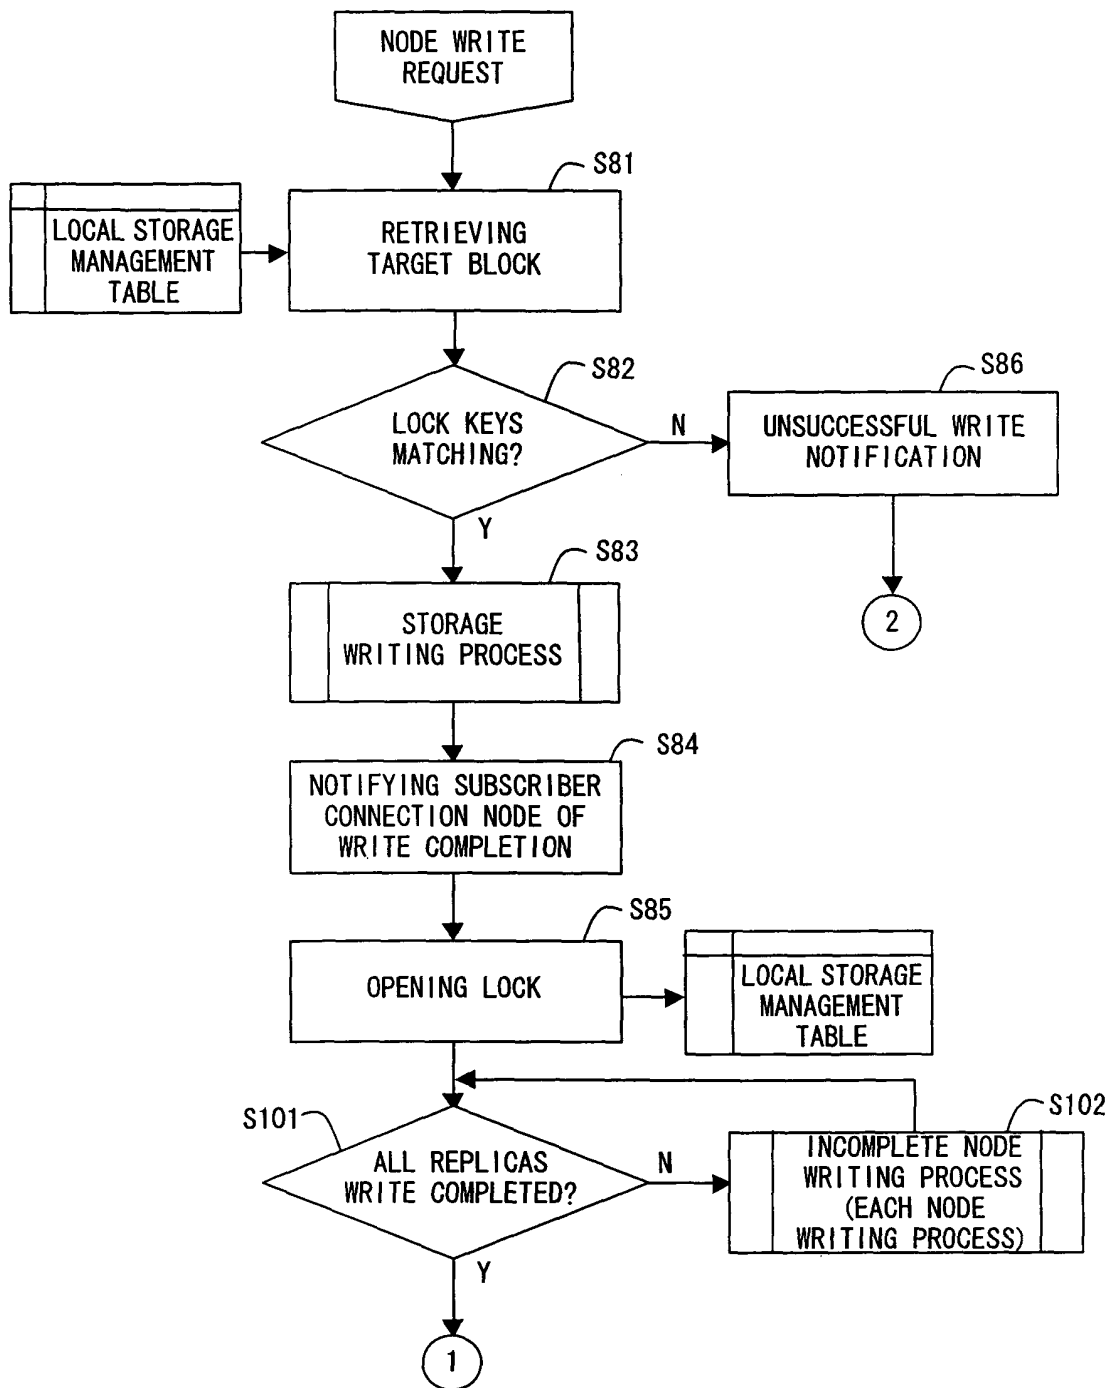 NODE WRITE
REQUEST
S81
LOCAL STORAGE
MANAGEMENT
TABLE
RETRIEVING
TARGET BLOCK
S82
LOCK KEYS
MATCHING?
N
S86
UNSUCCESSFUL WRITE
NOTIFICATION
Y
2
S83
STORAGE
WRITING PROCESS
S84
NOTIFYING SUBSCRIBER
CONNECTION NODE OF
WRITE COMPLETION
S85
OPENING LOCK
LOCAL STORAGE
MANAGEMENT
TABLE
S101
ALL REPLICAS
WRITE COMPLETED?
N
S102
INCOMPLETE NODE
WRITING PROCESS
(EACH NODE
WRITING PROCESS)
Y
1